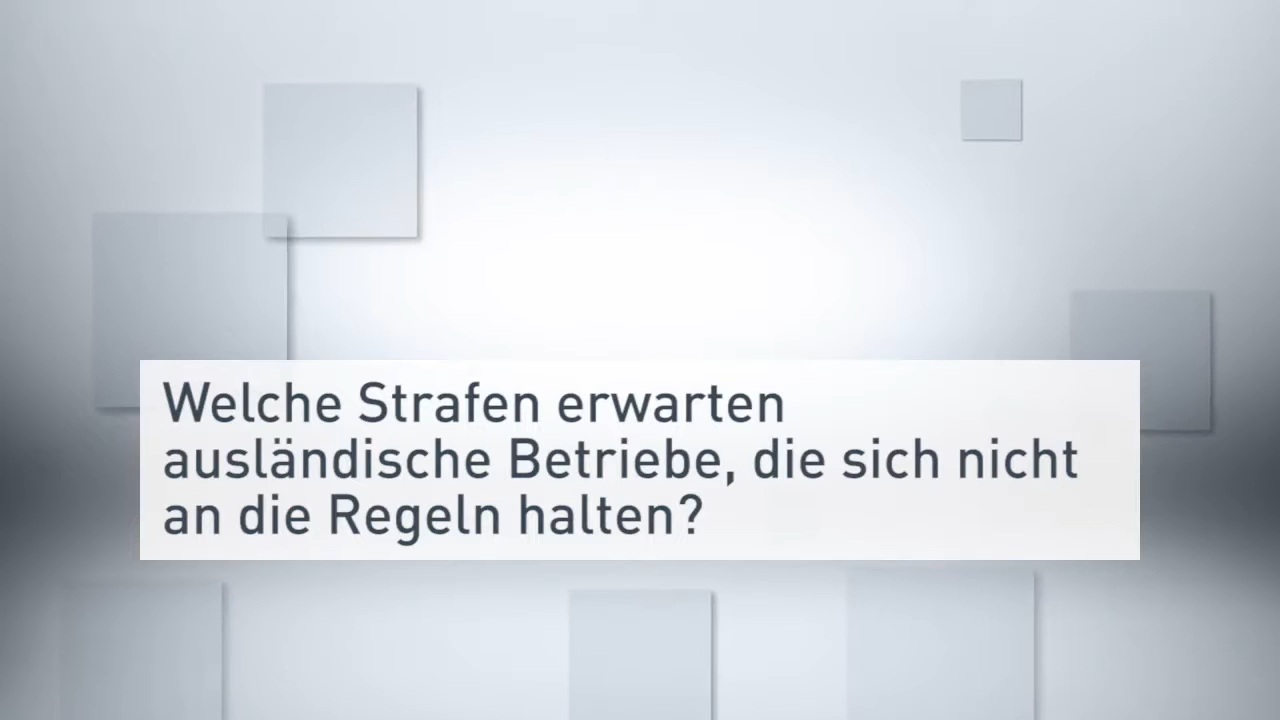 Welche Strafen erwarten
ausländische Betriebe, die sich nicht
an die Regeln halten?